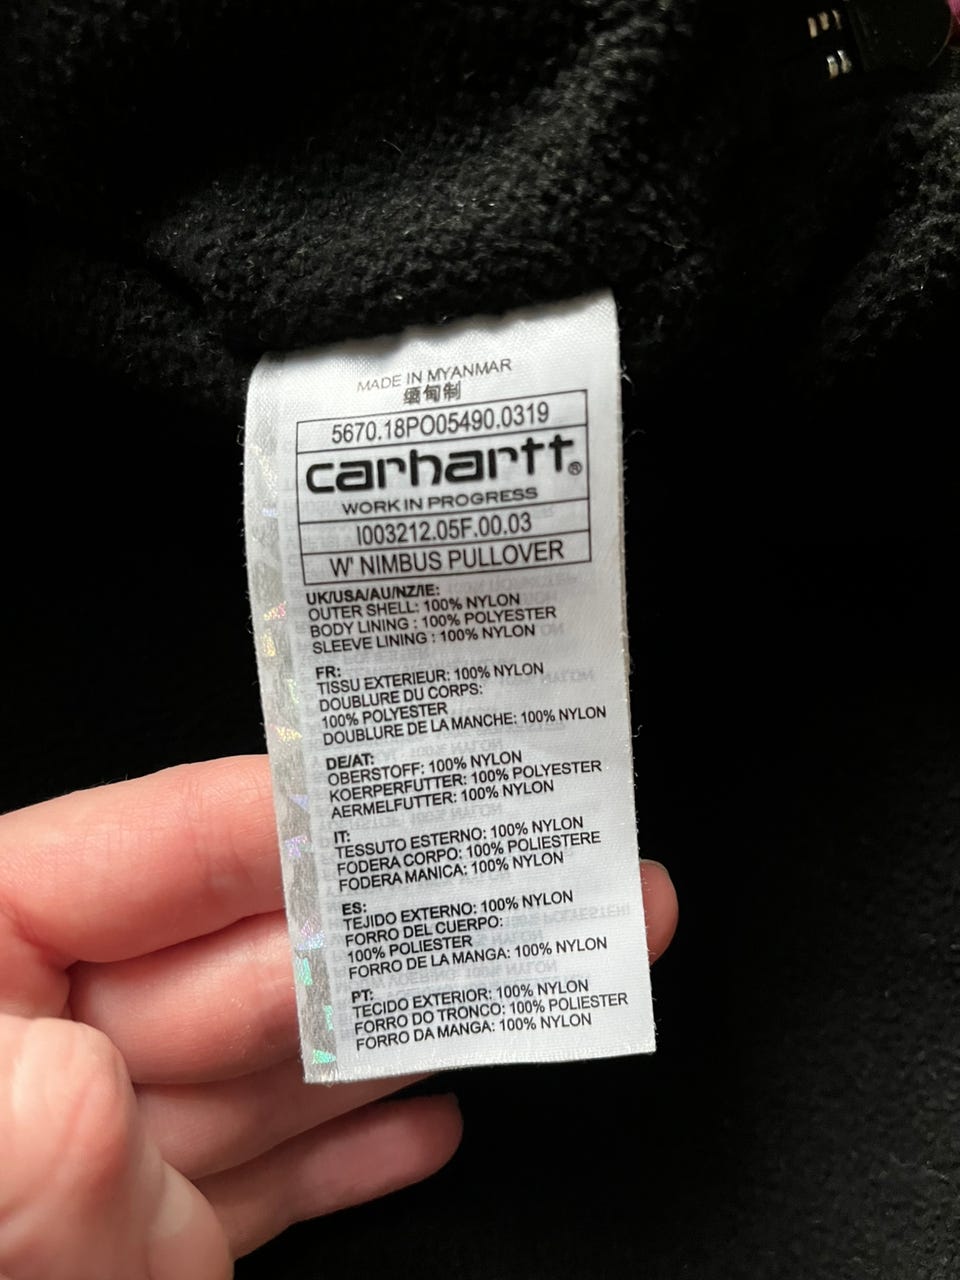 MADE IN MYANMAR
缅甸制
5670.18PO05490.0319
carhartt®
WORK IN PROGRESS
I003212.05F.00.03
W' NIMBUS PULLOVER
UK/USA/AU/NZ/IE:
OUTER SHELL: 100% NYLON
BODY LINING : 100% POLYESTER
SLEEVE LINING : 100% NYLON
FR:
TISSU EXTERIEUR: 100% NYLON
DOUBLURE DU CORPS:
100% POLYESTER
DOUBLURE DE LA MANCHE: 100% NYLON
DE/AT:
OBERSTOFF: 100% NYLON
KOERPERFUTTER: 100% POLYESTER
AERMELFUTTER: 100% NYLON
IT:
TESSUTO ESTERNO: 100% NYLON
FODERA CORPO: 100% POLIESTERE
FODERA MANICA: 100% NYLON
ES:
TEJIDO EXTERNO: 100% NYLON
FORRO DEL CUERPO:
100% POLIESTER
FORRO DE LA MANGA: 100% NYLON
PT:
TECIDO EXTERIOR: 100% NYLON
FORRO DO TRONCO: 100% POLIESTER
FORRO DA MANGA: 100% NYLON